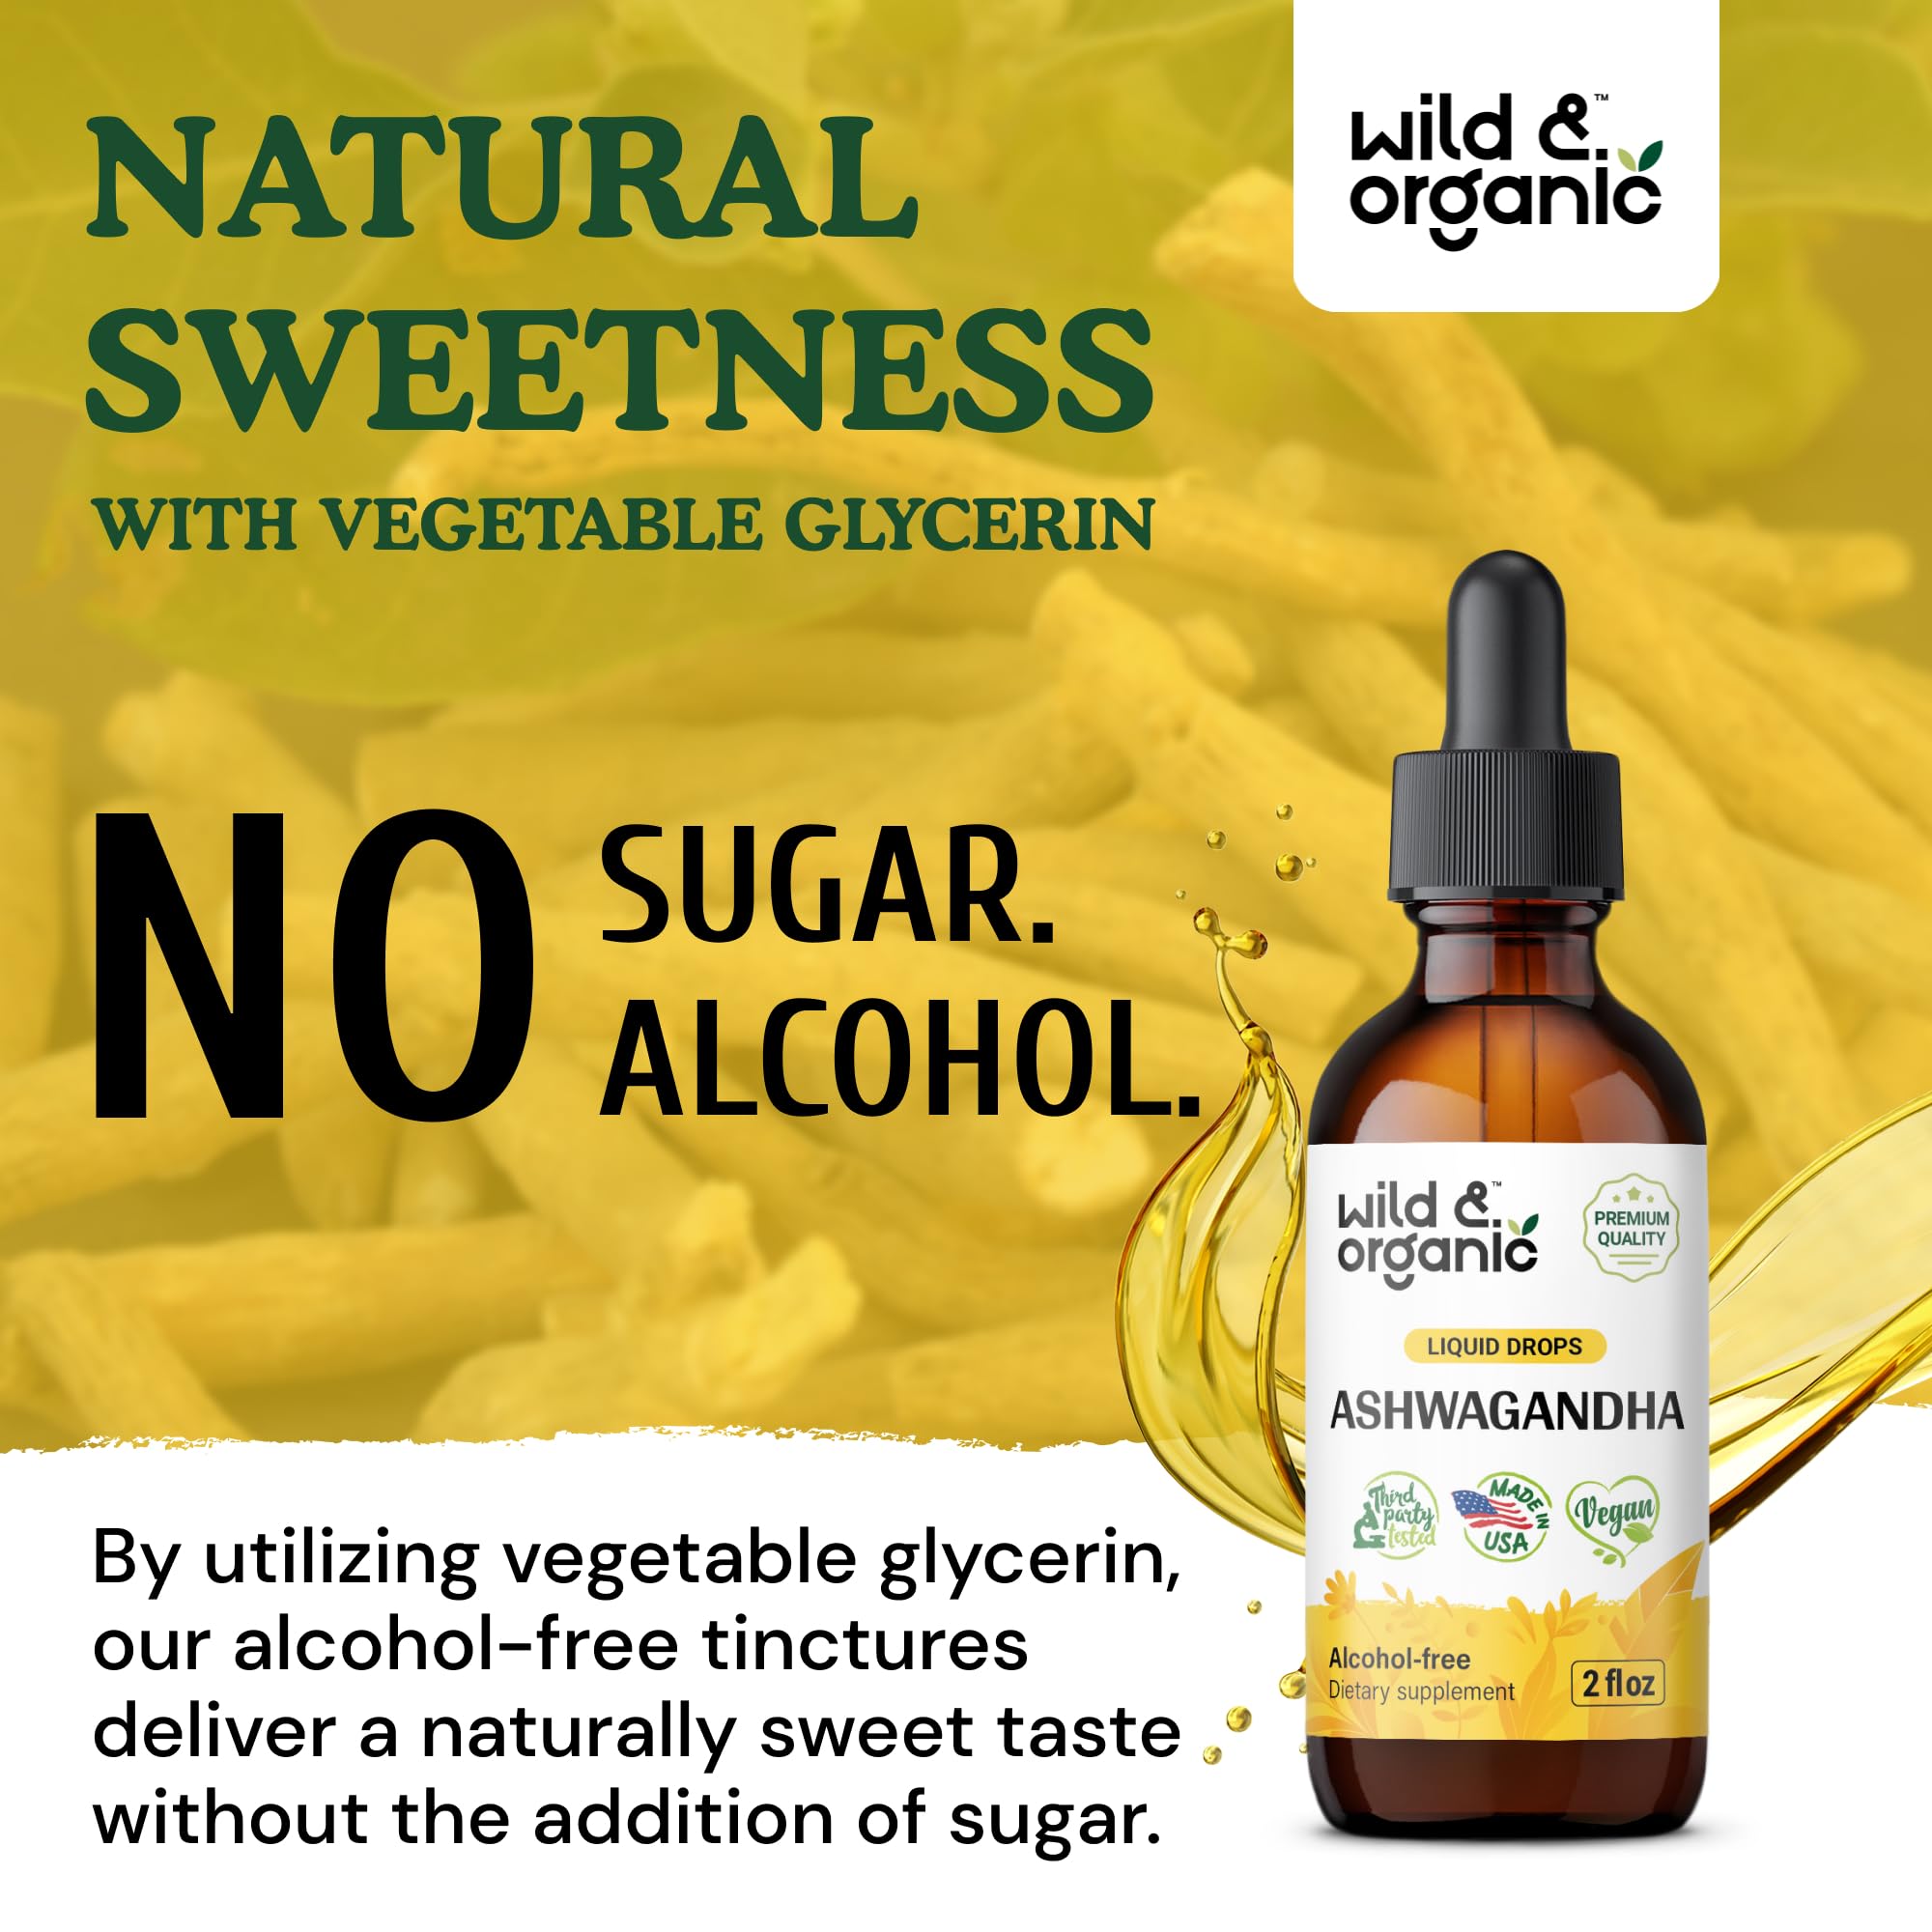 NATURAL
SWEETNESS
WITH VEGETABLE GLYCERIN
wild &™
organic
NO
SUGAR.
ALCOHOL.
wild &™
organic
PREMIUM
QUALITY
LIQUID DROPS
ASHWAGANDHA
Third
party
tested
MADE IN
USA
Vegan
Alcohol-free
Dietary supplement
2 fl oz
By utilizing vegetable glycerin,
our alcohol-free tinctures
deliver a naturally sweet taste
without the addition of sugar.